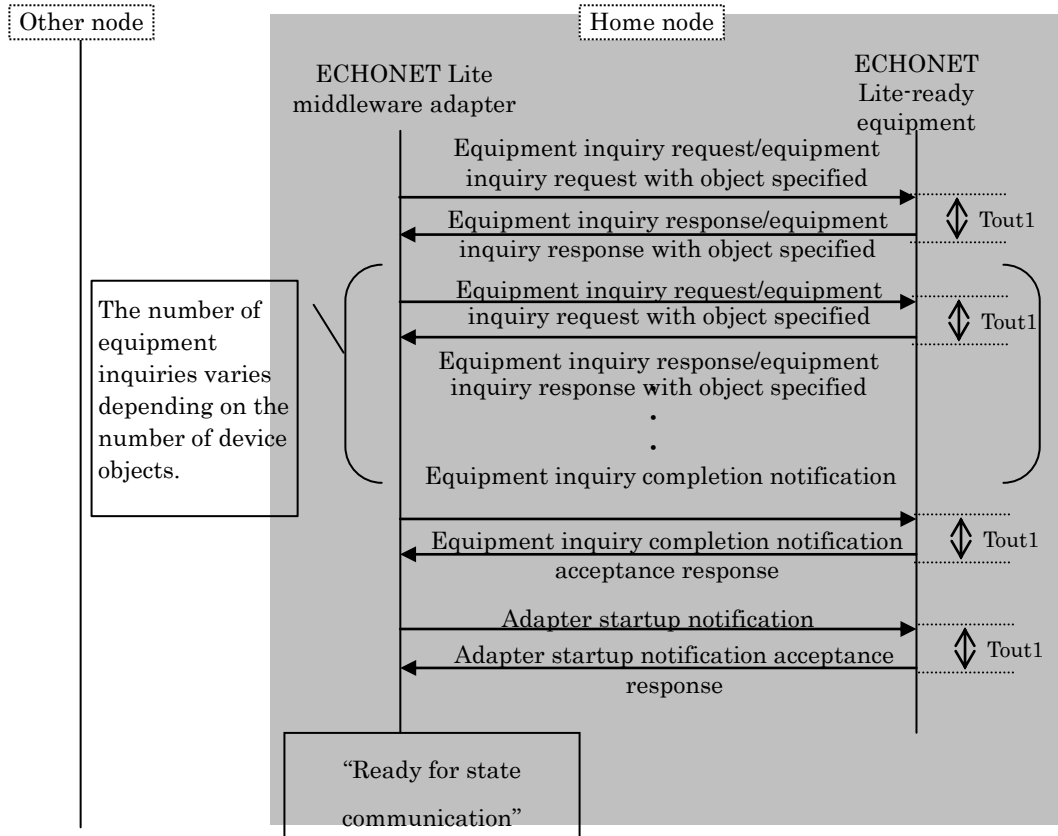 Other node
Home node
ECHONET Lite
middleware adapter
ECHONET
Lite-ready
equipment
Equipment inquiry request/equipment
inquiry request with object specified
Tout1
Equipment inquiry response/equipment
inquiry response with object specified
The number of
equipment
inquiries varies
depending on the
number of device
objects.
Equipment inquiry request/equipment
inquiry request with object specified
Tout1
Equipment inquiry response/equipment
inquiry response with object specified
Equipment inquiry completion notification
Tout1
Equipment inquiry completion notification
acceptance response
Adapter startup notification
Tout1
Adapter startup notification acceptance
response
“Ready for state
communication”